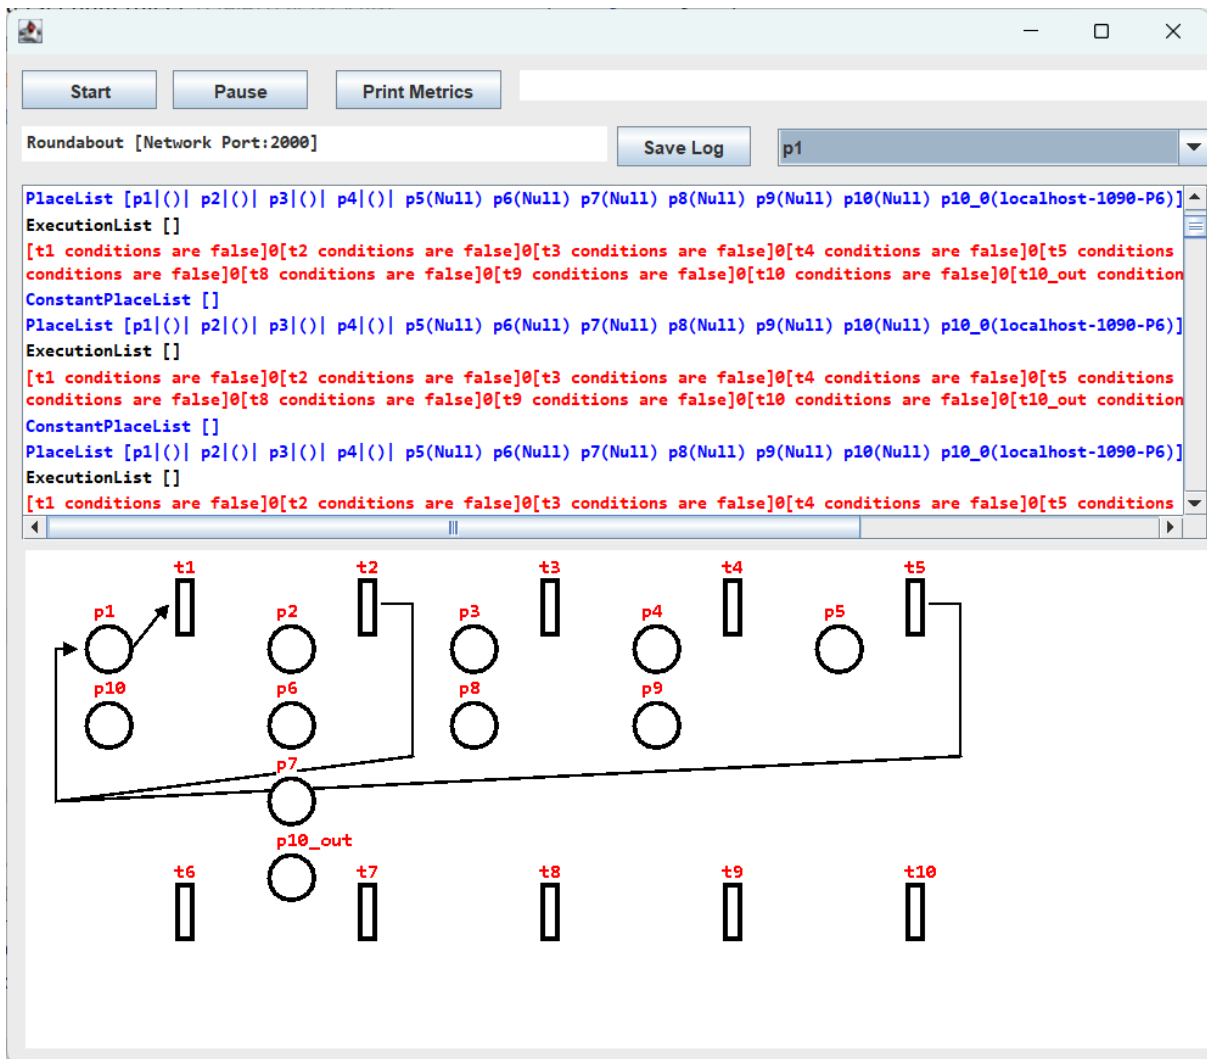 Start Pause Print Metrics
Roundabout [Network Port:2000] Save Log p1
PlaceList [p1|()| p2|()| p3|()| p4|()| p5(Null) p6(Null) p7(Null) p8(Null) p9(Null) p10(Null) p10_0(localhost-1090-P6)]
ExecutionList []
[t1 conditions are false]0[t2 conditions are false]0[t3 conditions are false]0[t4 conditions are false]0[t5 conditions
conditions are false]0[t8 conditions are false]0[t9 conditions are false]0[t10 conditions are false]0[t10_out condition
ConstantPlaceList []
PlaceList [p1|()| p2|()| p3|()| p4|()| p5(Null) p6(Null) p7(Null) p8(Null) p9(Null) p10(Null) p10_0(localhost-1090-P6)]
ExecutionList []
[t1 conditions are false]0[t2 conditions are false]0[t3 conditions are false]0[t4 conditions are false]0[t5 conditions
conditions are false]0[t8 conditions are false]0[t9 conditions are false]0[t10 conditions are false]0[t10_out condition
ConstantPlaceList []
PlaceList [p1|()| p2|()| p3|()| p4|()| p5(Null) p6(Null) p7(Null) p8(Null) p9(Null) p10(Null) p10_0(localhost-1090-P6)]
ExecutionList []
[t1 conditions are false]0[t2 conditions are false]0[t3 conditions are false]0[t4 conditions are false]0[t5 conditions
t1 t2 t3 t4 t5
p1 p2 p3 p4 p5
p10 p6 p8 p9
p7
p10_out
t6 t7 t8 t9 t10